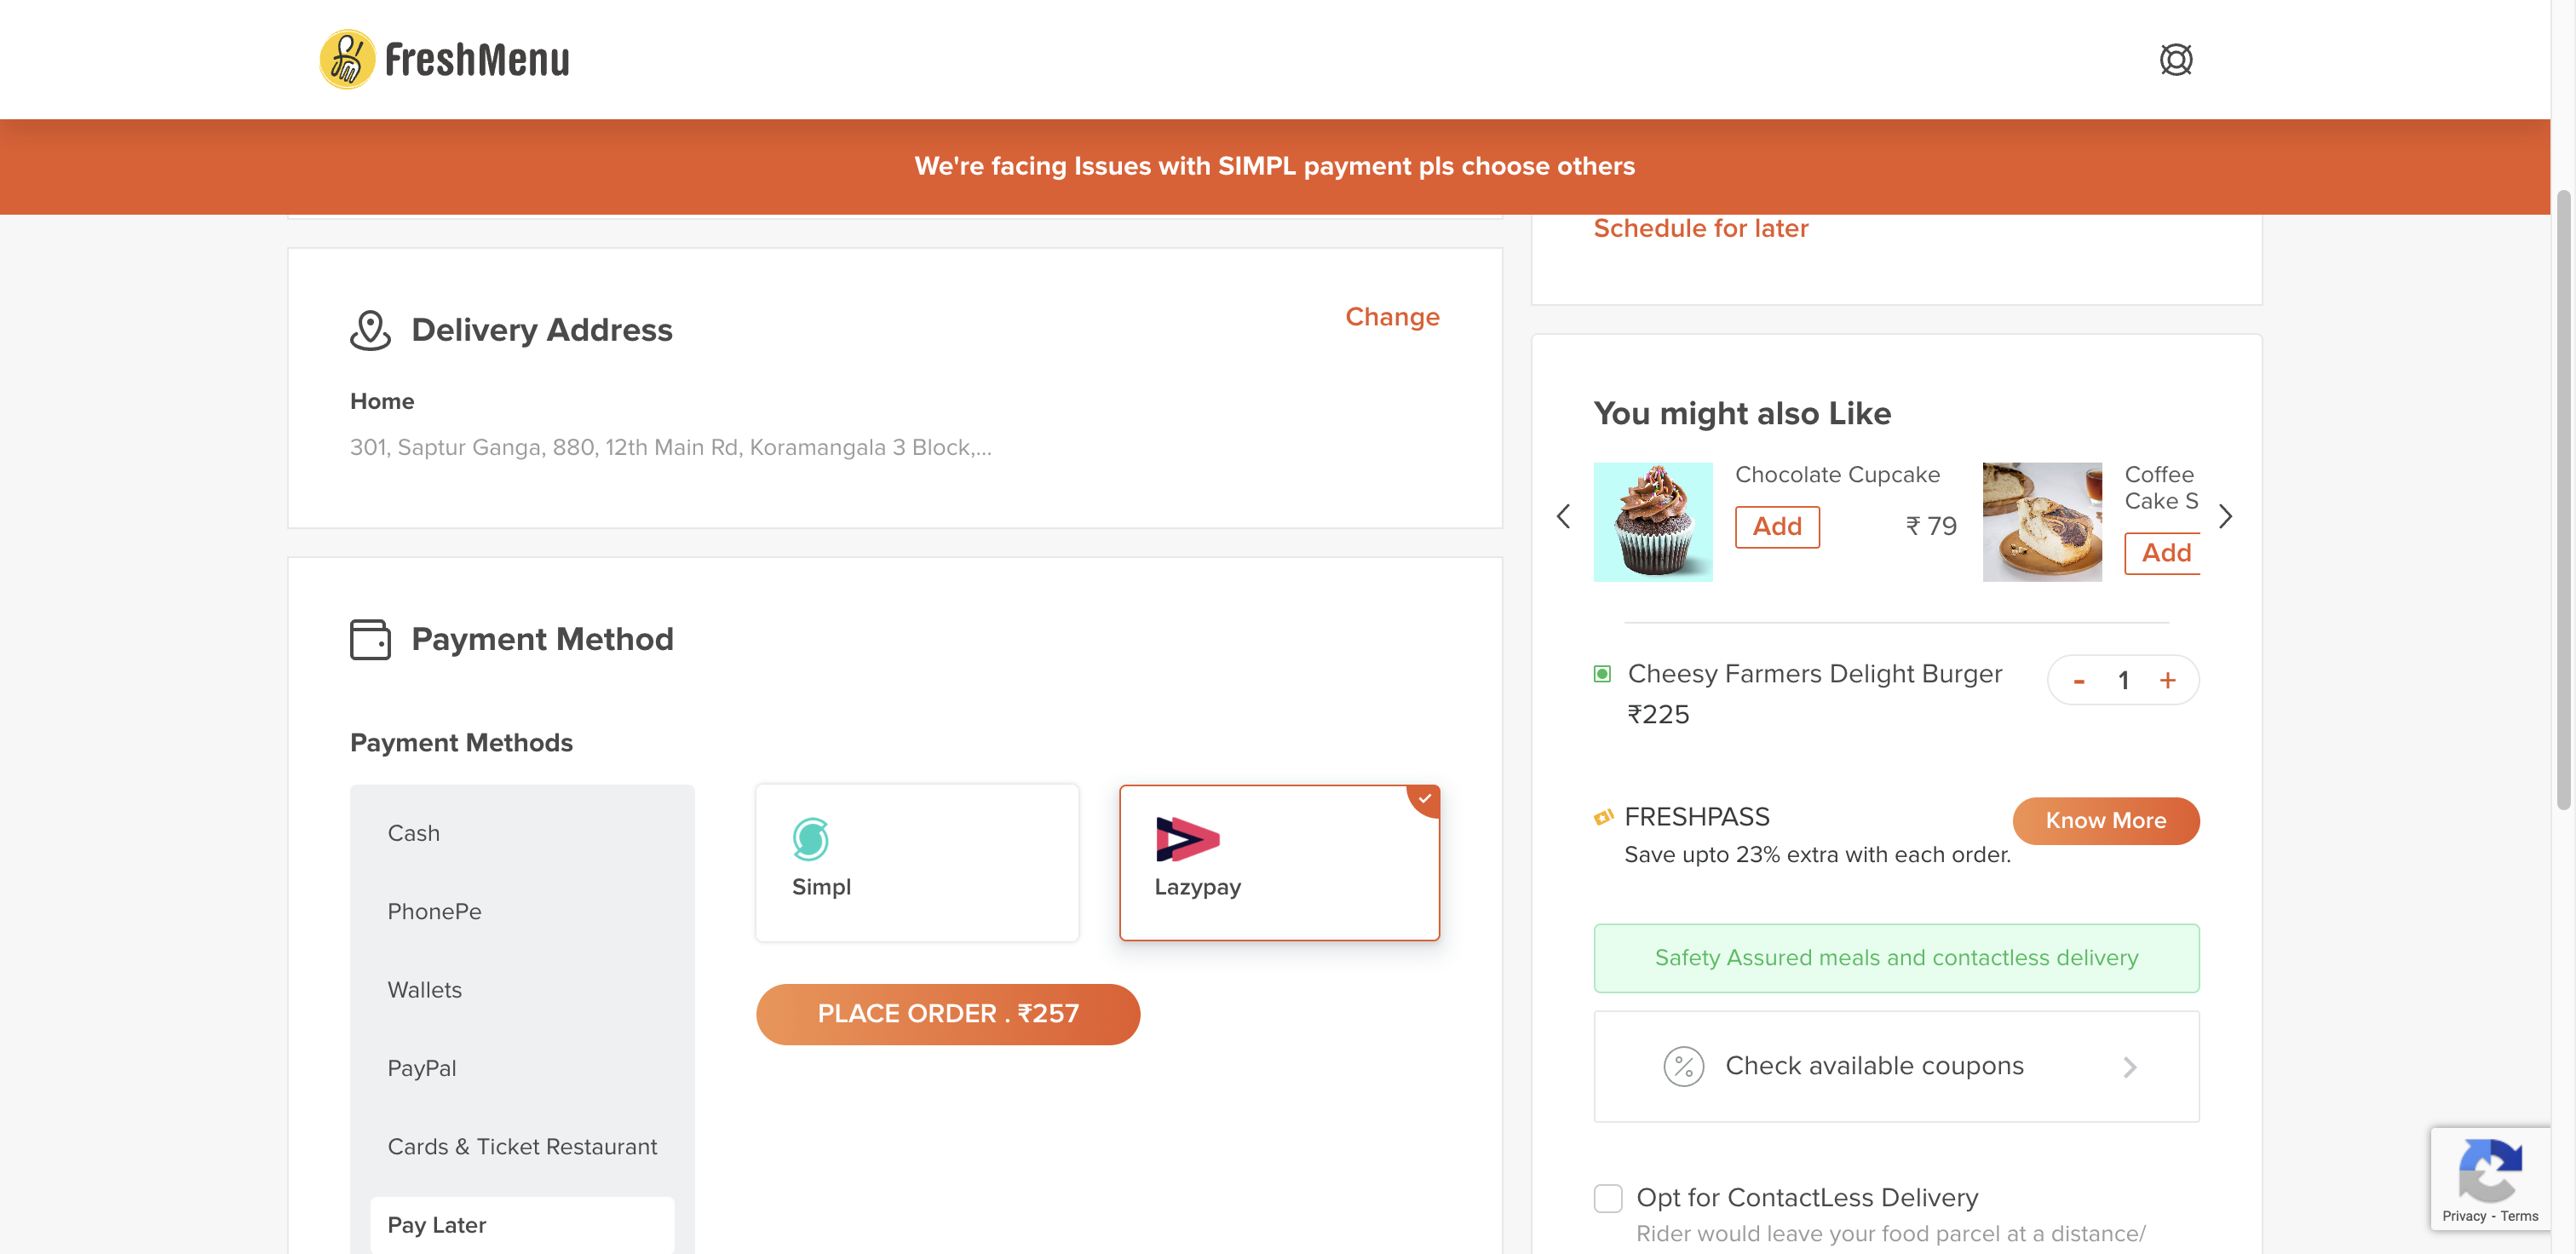 FreshMenu
We're facing Issues with SIMPL payment pls choose others
Schedule for later
Delivery Address
Change
Home
301, Saptur Ganga, 880, 12th Main Rd, Koramangala 3 Block,...
Payment Method
Payment Methods
Cash
PhonePe
Wallets
PayPal
Cards & Ticket Restaurant
Pay Later
Simpl
Lazypay
PLACE ORDER . ₹257
You might also Like
Chocolate Cupcake
Add
₹ 79
Coffee
Cake S
Add
Cheesy Farmers Delight Burger
₹225
- 1 +
FRESHPASS
Know More
Save upto 23% extra with each order.
Safety Assured meals and contactless delivery
Check available coupons
Opt for ContactLess Delivery
Rider would leave your food parcel at a distance/
Privacy - Terms